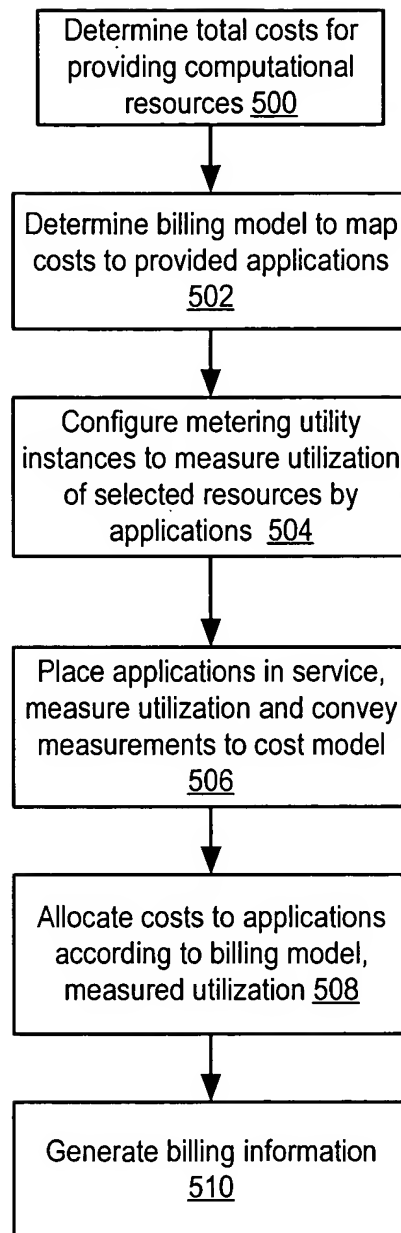 Determine total costs for
providing computational
resources 500
Determine billing model to map
costs to provided applications
502
Configure metering utility
instances to measure utilization
of selected resources by
applications 504
Place applications in service,
measure utilization and convey
measurements to cost model
506
Allocate costs to applications
according to billing model,
measured utilization 508
Generate billing information
510